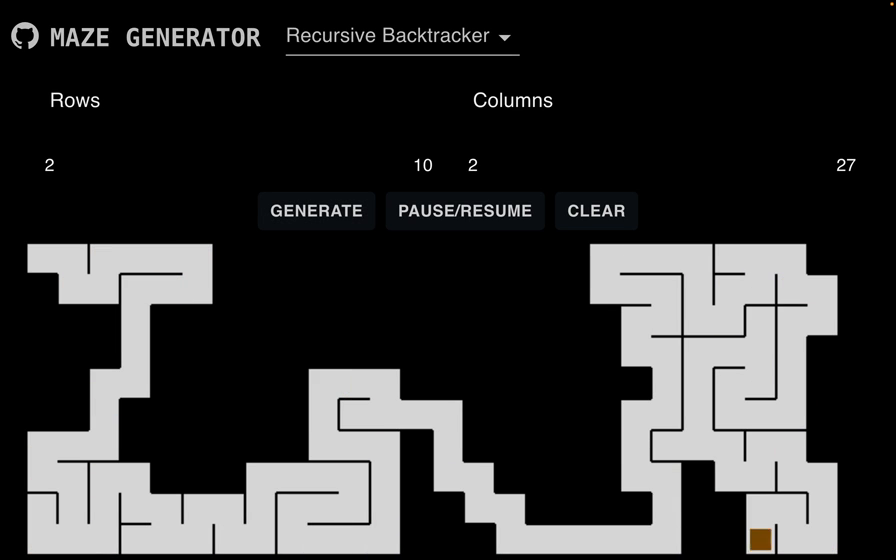 MAZE GENERATOR Recursive Backtracker
Rows Columns
2 10 2 27
GENERATE PAUSE/RESUME CLEAR